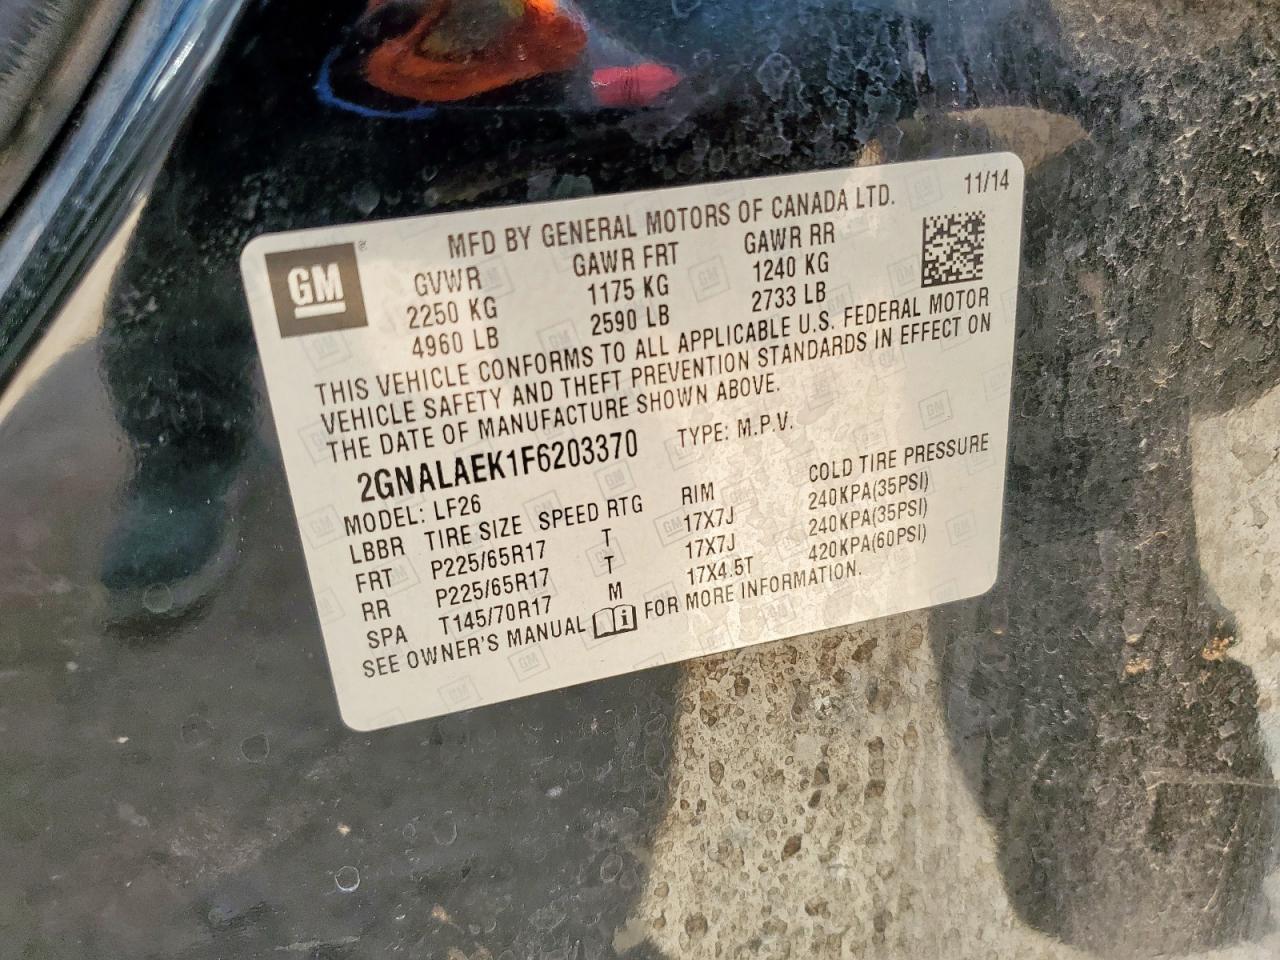 MFD BY GENERAL MOTORS OF CANADA LTD. 11/14
GM®
GVWR GAWR FRT GAWR RR
2250 KG 1175 KG 1240 KG
4960 LB 2590 LB 2733 LB
THIS VEHICLE CONFORMS TO ALL APPLICABLE U.S. FEDERAL MOTOR
VEHICLE SAFETY AND THEFT PREVENTION STANDARDS IN EFFECT ON
THE DATE OF MANUFACTURE SHOWN ABOVE.
2GNALAEK1F6203370 TYPE: M.P.V.
MODEL: LF26
LBBR TIRE SIZE SPEED RTG RIM COLD TIRE PRESSURE
FRT P225/65R17 T 17X7J 240KPA(35PSI)
RR P225/65R17 T 17X7J 240KPA(35PSI)
SPA T145/70R17 M 17X4.5T 420KPA(60PSI)
SEE OWNER'S MANUAL FOR MORE INFORMATION.